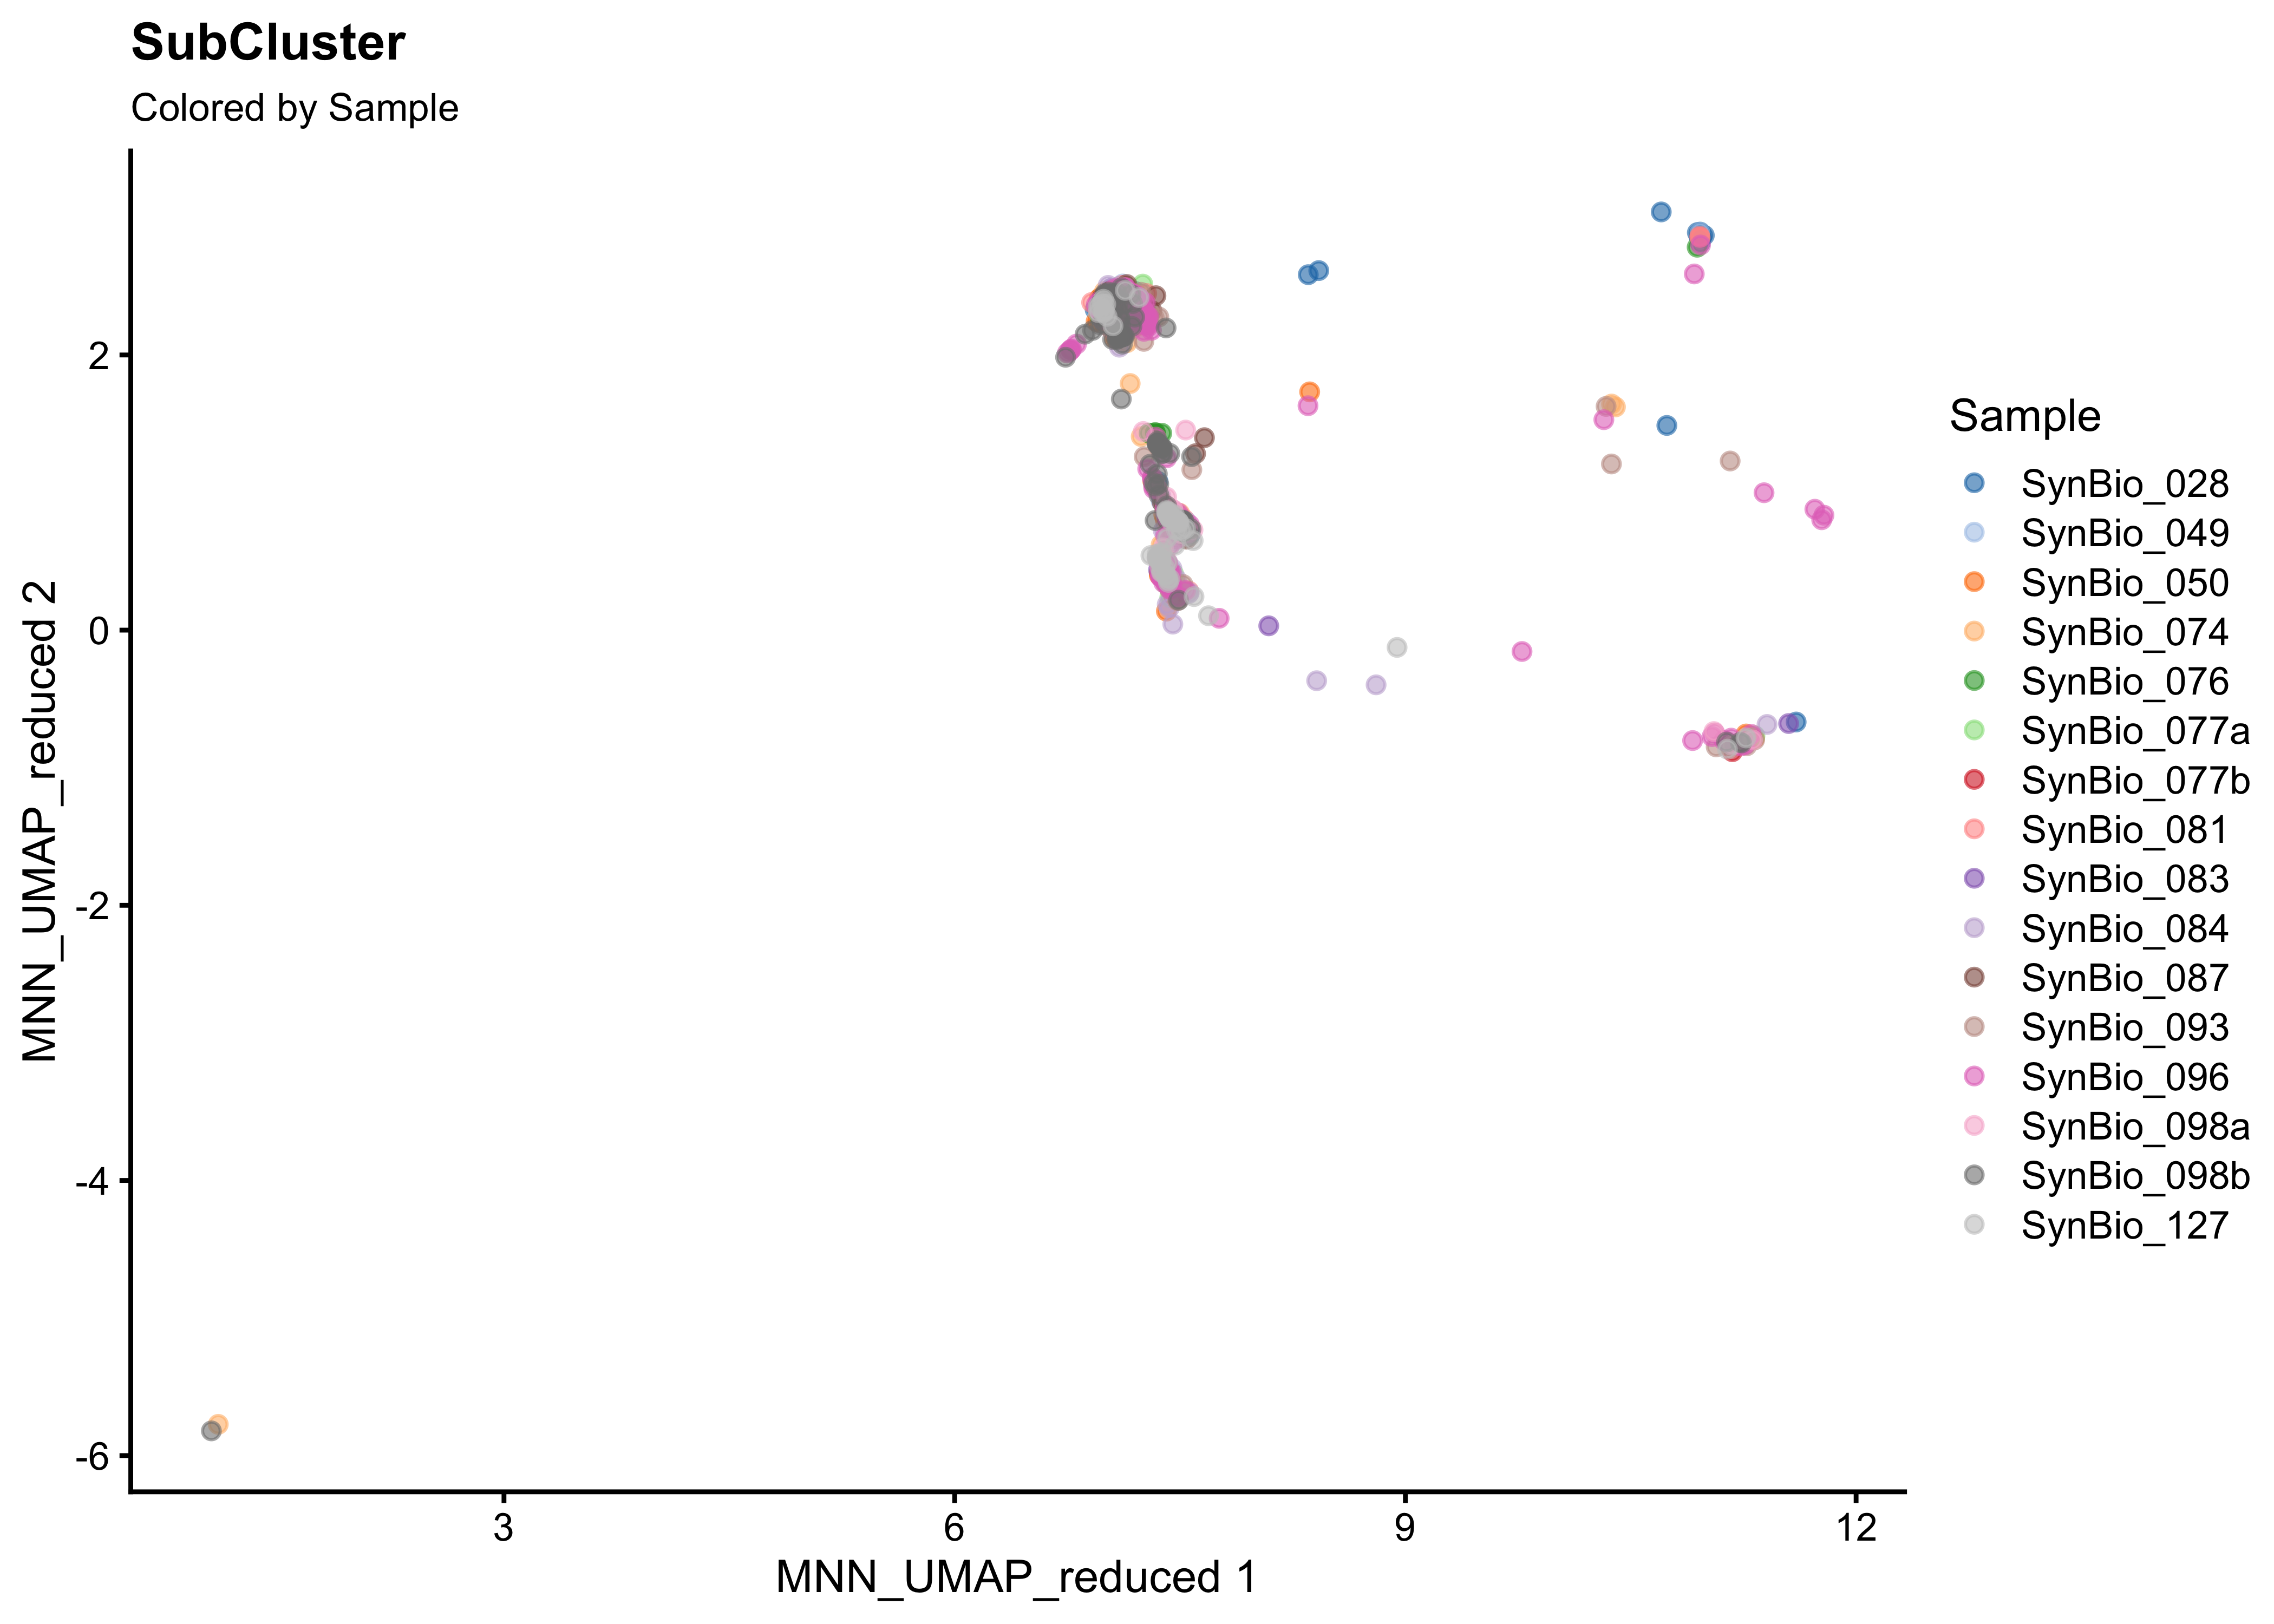 SubCluster
Colored by Sample
MNN_UMAP_reduced 2
2
0
-2
-4
-6
3
6
9
12
MNN_UMAP_reduced 1
Sample
SynBio_028
SynBio_049
SynBio_050
SynBio_074
SynBio_076
SynBio_077a
SynBio_077b
SynBio_081
SynBio_083
SynBio_084
SynBio_087
SynBio_093
SynBio_096
SynBio_098a
SynBio_098b
SynBio_127